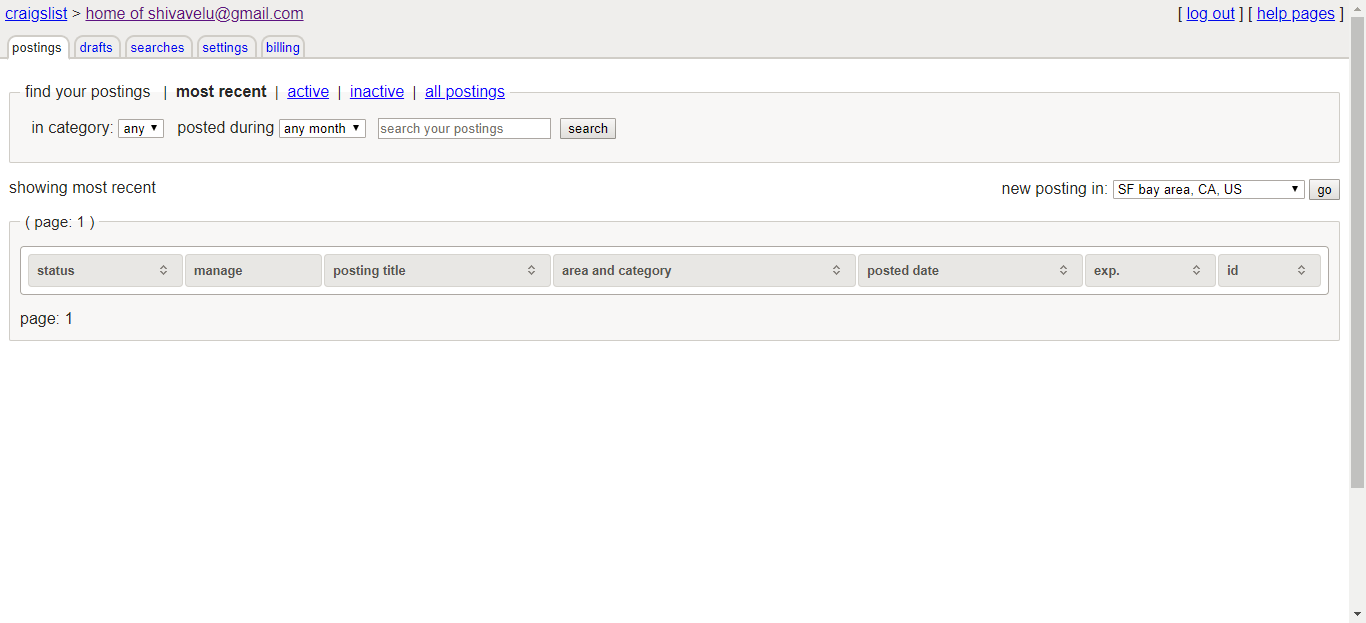 craigslist > home of shivavelu@gmail.com [ log out ] [ help pages ]
postings drafts searches settings billing
find your postings | most recent | active | inactive | all postings
in category: any posted during any month search your postings search
showing most recent new posting in: SF bay area, CA, US go
( page: 1 )
status manage posting title area and category posted date exp. id
page: 1